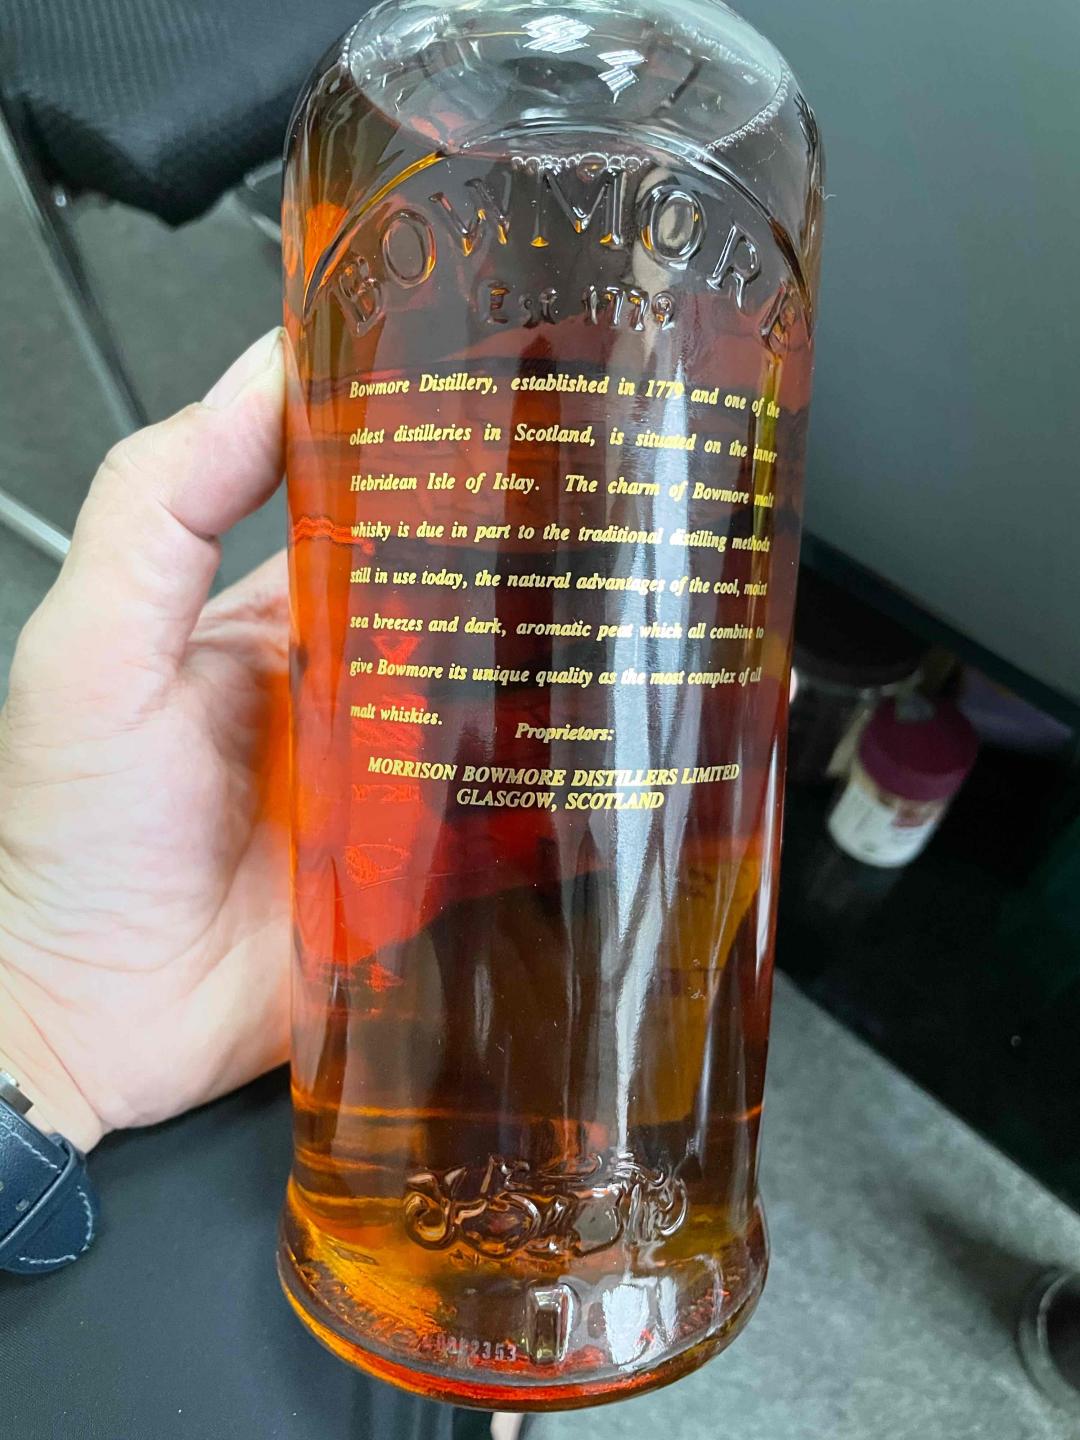 BOWMORE
EST 1779
Bowmore Distillery, established in 1779 and one of the
oldest distilleries in Scotland, is situated on the inner
Hebridean Isle of Islay. The charm of Bowmore malt
whisky is due in part to the traditional distilling methods
still in use today, the natural advantages of the cool, moist
sea breezes and dark, aromatic peat which all combine to
give Bowmore its unique quality as the most complex of all
malt whiskies.
Proprietors:
MORRISON BOWMORE DISTILLERS LIMITED
GLASGOW, SCOTLAND